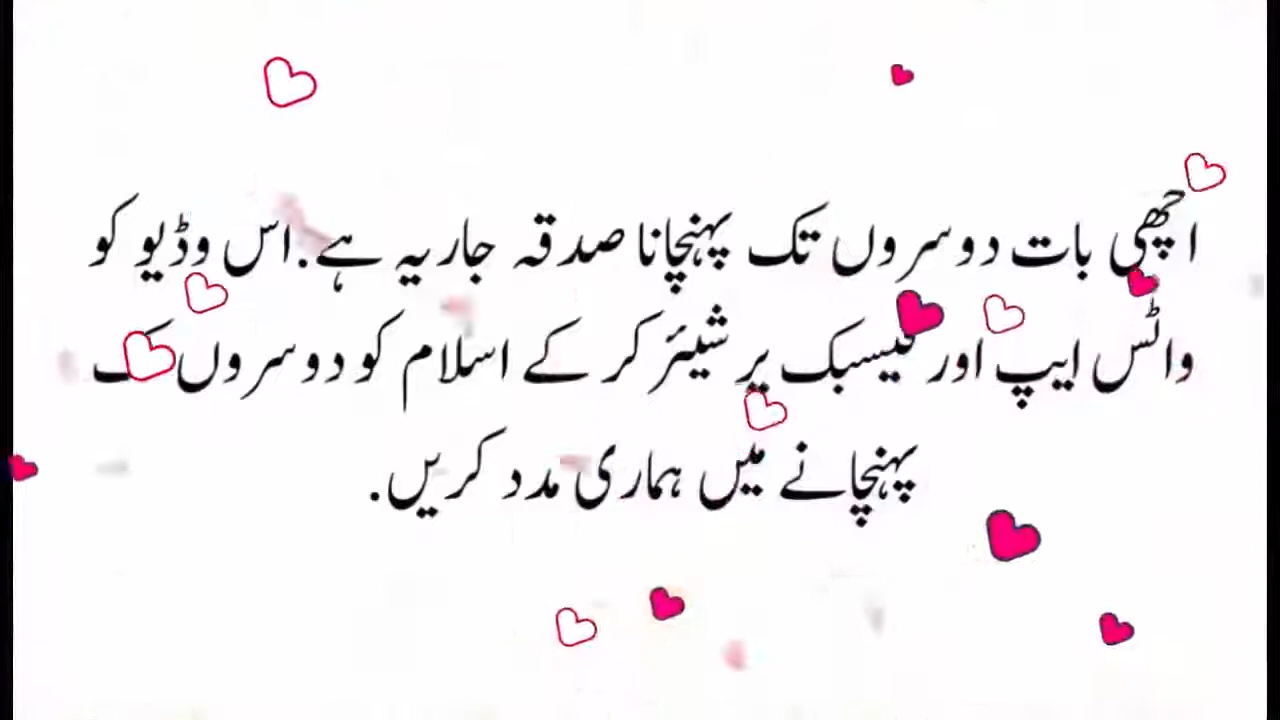 اچھی بات دوسروں تک پہنچانا صدقہ جاریہ ہے.اس وڈیو کو
واٹس ایپ اور فیسبک پر شیئر کر کے اسلام کو دوسروں تک
پہنچانے میں ہماری مدد کریں.